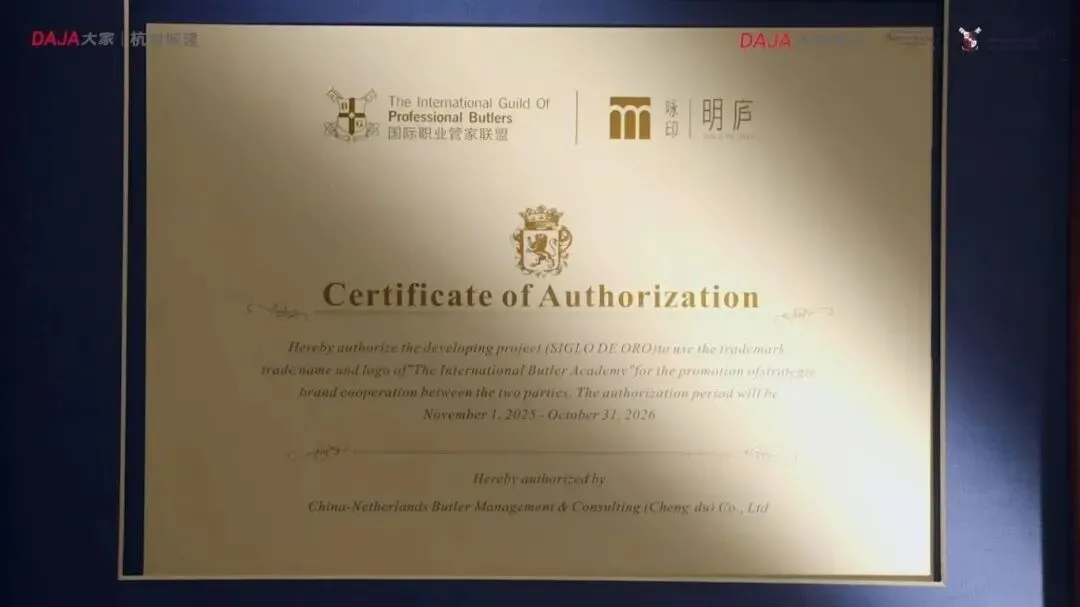 DAJA大家 | 杭州城建
DAJA
The International Guild Of
Professional Butlers
国际职业管家联盟
咏印
明庐
B G
Certificate of Authorization
Hereby authorize the developing project (SIGLO DE ORO)to use the trademark
trade name and logo of"The International Butler Academy"for the promotion ofstrategic
brand cooperation between the two parties. The authorization period will be
November 1, 2025 - October 31, 2026
Hereby authorized by
China-Netherlands Butler Management & Consulting (Cheng du) Co., Ltd